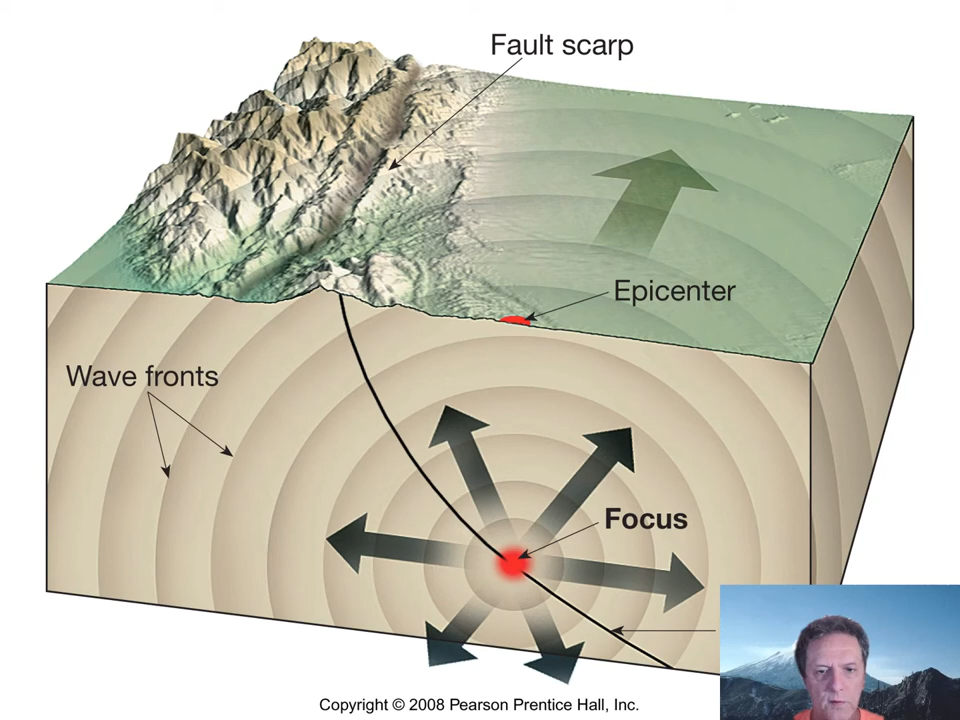 Fault scarp
Epicenter
Wave fronts
Focus
Copyright © 2008 Pearson Prentice Hall, Inc.